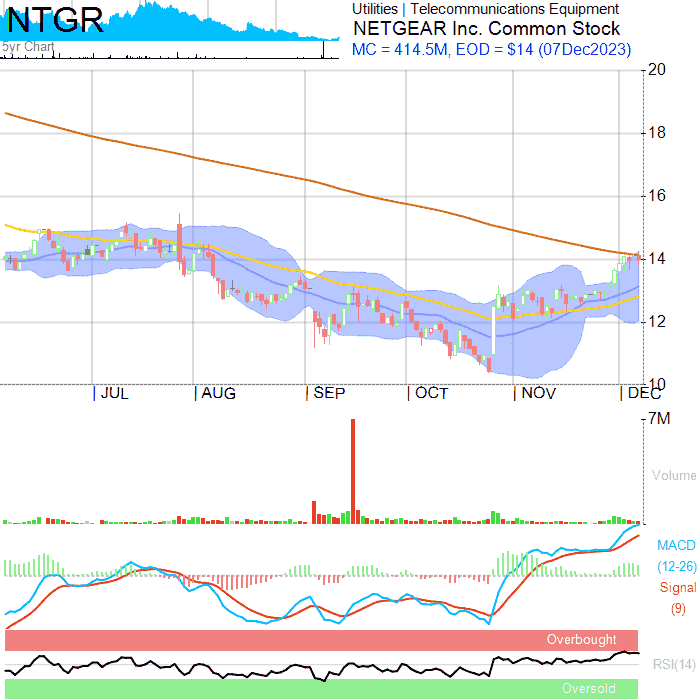 NTGR
5yr Chart
Utilities | Telecommunications Equipment
NETGEAR Inc. Common Stock
MC = 414.5M, EOD = $14 (07Dec2023)
20
18
16
14
12
10
JUL
AUG
SEP
OCT
NOV
DEC
7M
Volume
MACD
(12-26)
Signal
(9)
Overbought
RSI(14)
Oversold